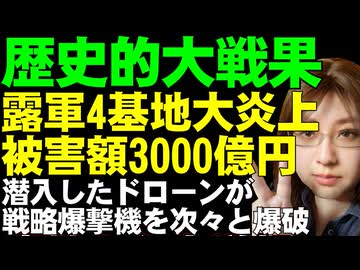 歴史的大戦果
露軍4基地大炎上
被害額3000億円
潜入したドローンが
戦略爆撃機を次々と爆破